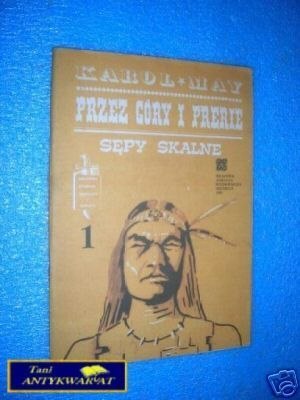 KAROL★MAY
PRZEZ GÓRY I PRERIE
SĘPY SKALNE
1
Tani
ANTYKWARIAT